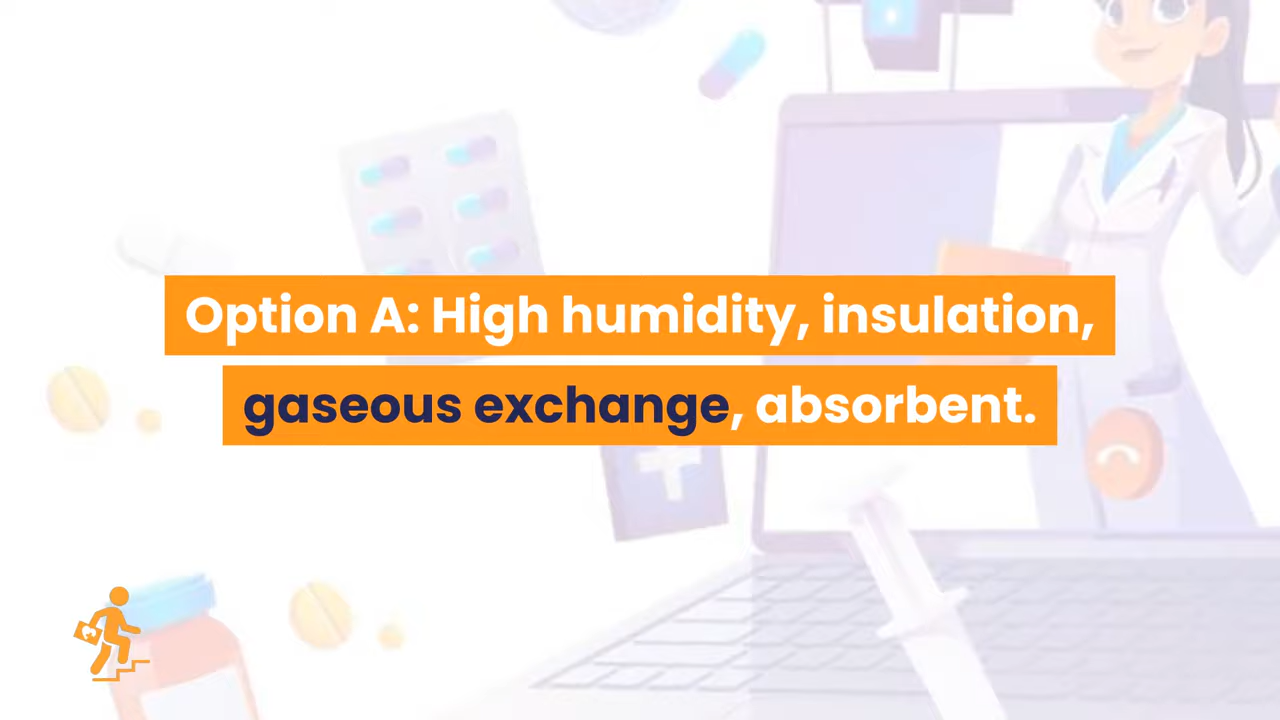 Option A: High humidity, insulation,
gaseous exchange, absorbent.